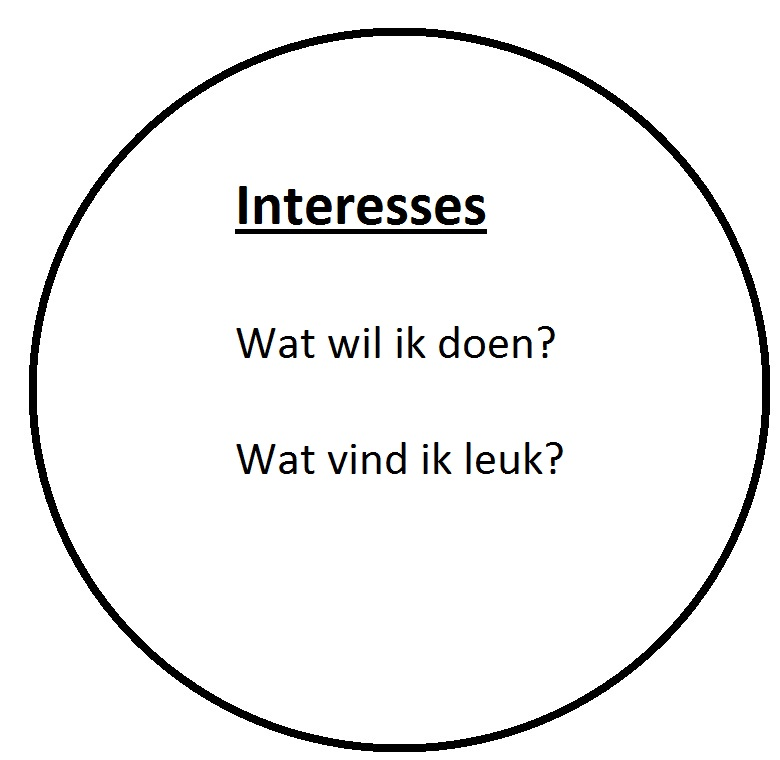 Interesses
Wat wil ik doen?
Wat vind ik leuk?